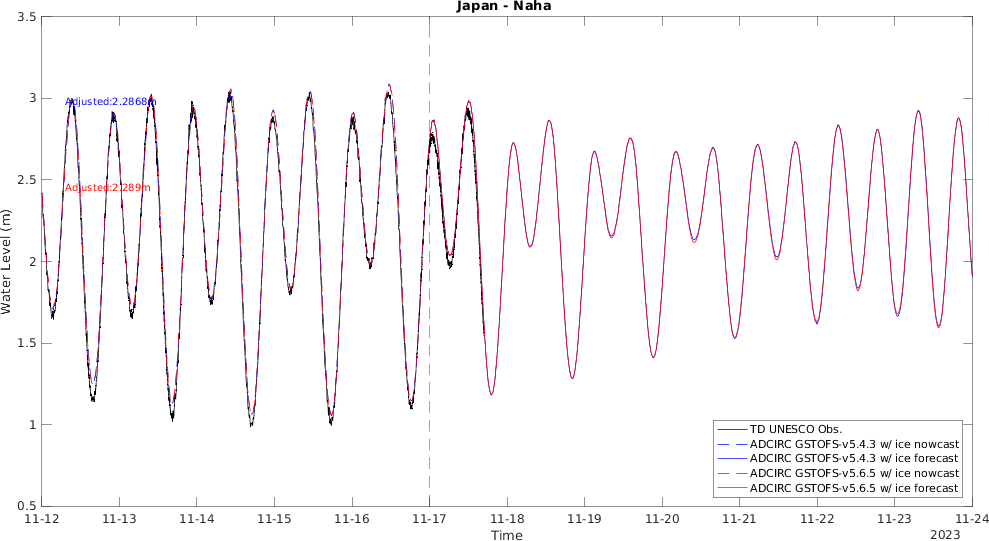 Japan - Naha
3.5
3
2.5
2
1.5
1
0.5
Water Level (m)
Adjusted:2.2868m
Adjusted:2.289m
TD UNESCO Obs.
ADCIRC GSTOFS-v5.4.3 w/ ice nowcast
ADCIRC GSTOFS-v5.4.3 w/ ice forecast
ADCIRC GSTOFS-v5.6.5 w/ ice nowcast
ADCIRC GSTOFS-v5.6.5 w/ ice forecast
11-12 11-13 11-14 11-15 11-16 11-17 11-18 11-19 11-20 11-21 11-22 11-23 11-24
Time
2023